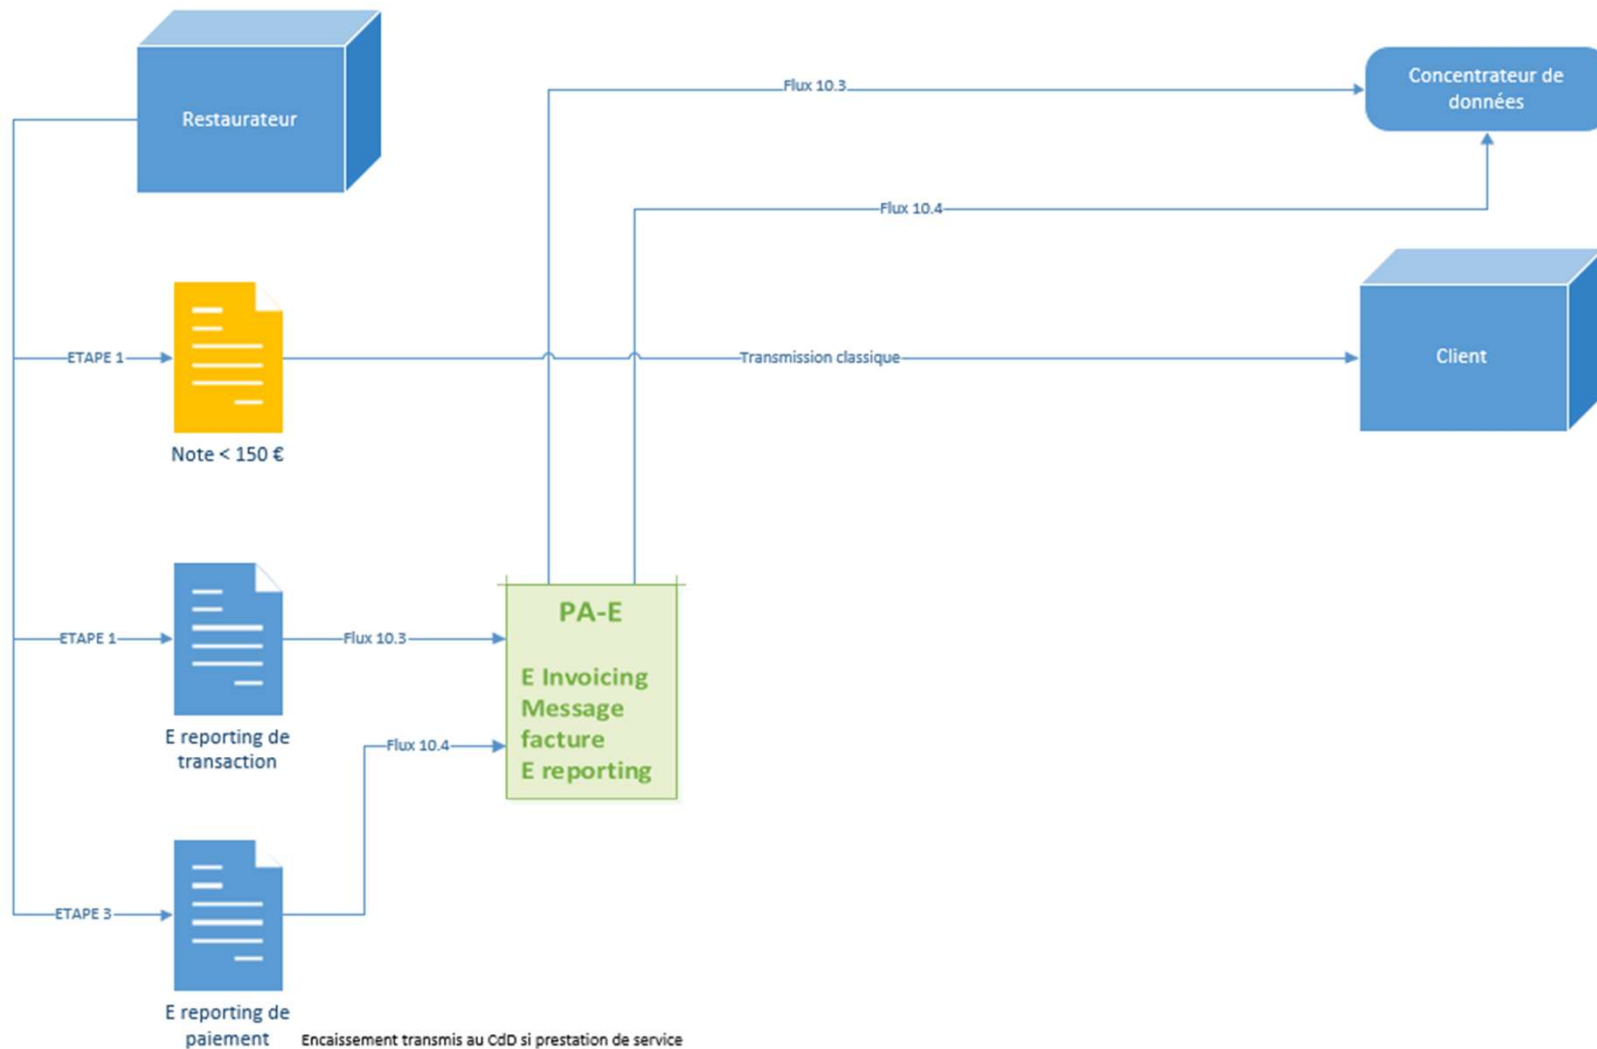 Restaurateur
Flux 10.3
Concentrateur de
données
Flux 10.4
ETAPE 1
Transmission classique
Client
Note < 150 €
ETAPE 1
Flux 10.3
E reporting de
transaction
PA-E
E Invoicing
Message
facture
E reporting
Flux 10.4
ETAPE 3
E reporting de
paiement
Encaissement transmis au CdD si prestation de service